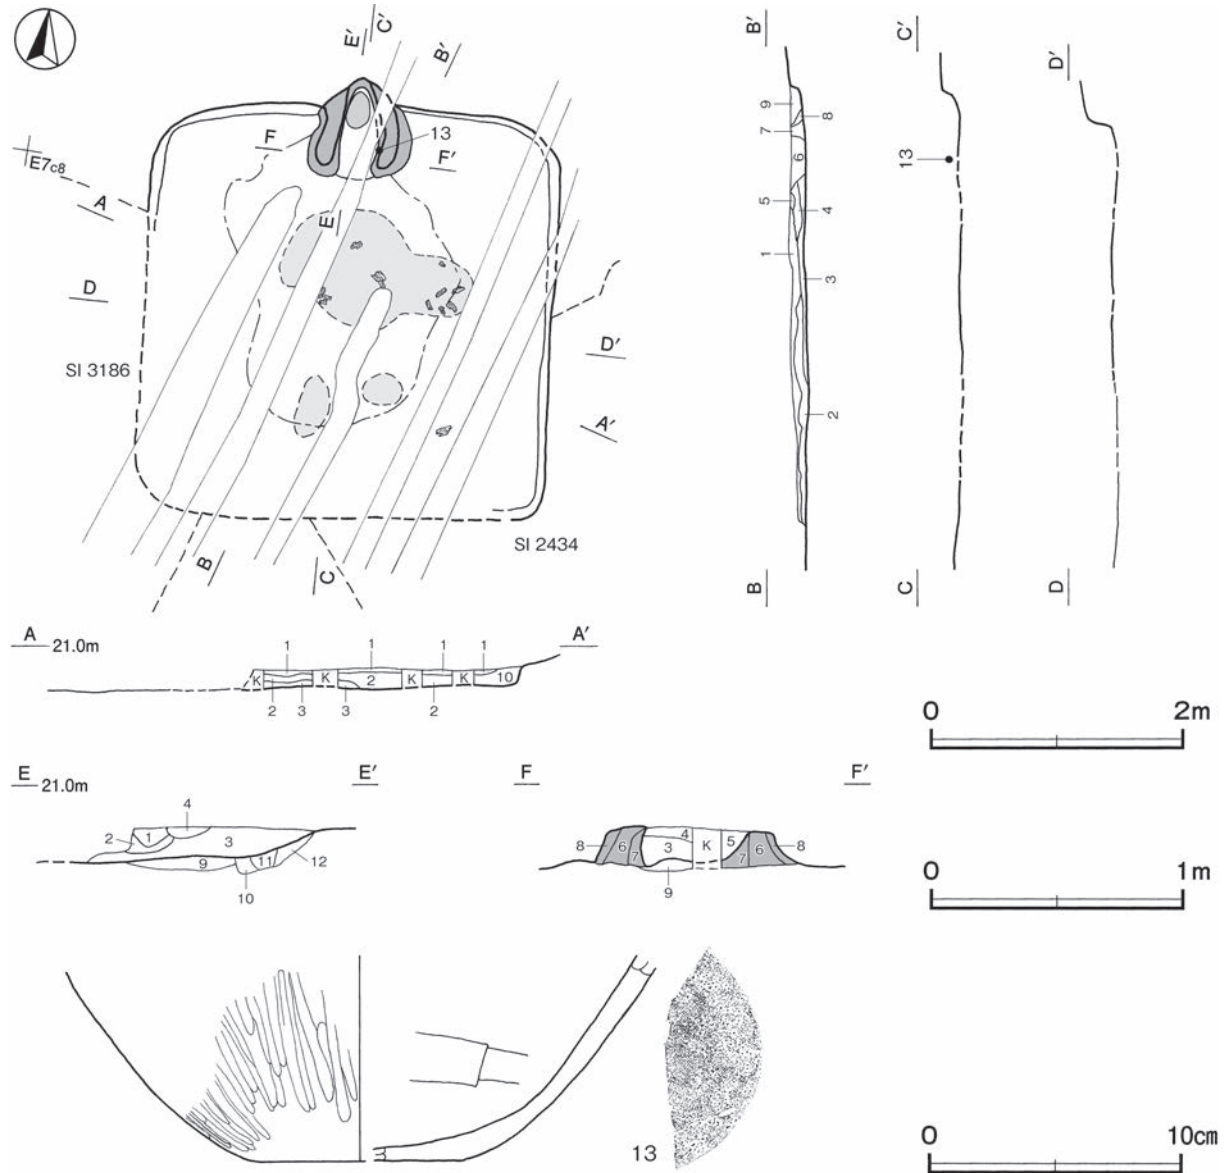 E'
C'
B'
13
F
F'
E7c8
A
E
D
D'
SI 3186
A'
SI 2434
B
C
B'
9
8
7
6
5
4
1
3
2
B
C'
13
C
D'
D
A 21.0m A'
1 1 1 1
K K 2 K K 10
2 3 3 2
0 2m
E 21.0m E'
4
2 1 3
9 11 12
10
F F'
8 6 7 4 3 K 5 7 6 8
9
0 1m
13
0 10cm